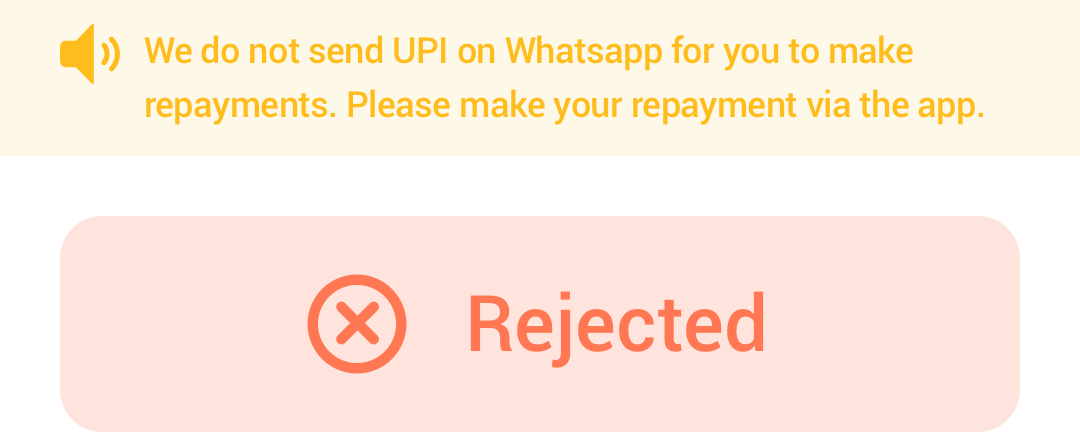 We do not send UPI on Whatsapp for you to make
repayments. Please make your repayment via the app.
Rejected